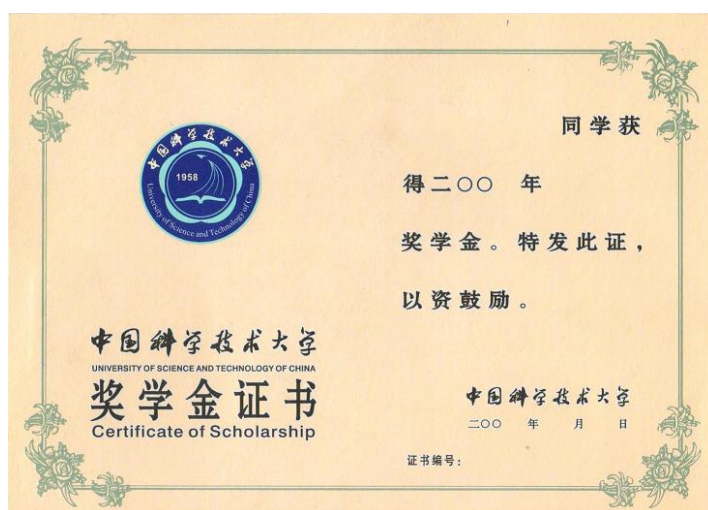 中国科学技术大学
1958
University of Science and Technology of China
中国科学技术大学
UNIVERSITY OF SCIENCE AND TECHNOLOGY OF CHINA
奖学金证书
Certificate of Scholarship
同学获
得二〇〇 年
奖学金。特发此证，
以资鼓励。
中国科学技术大学
二〇〇 年 月 日
证书编号：